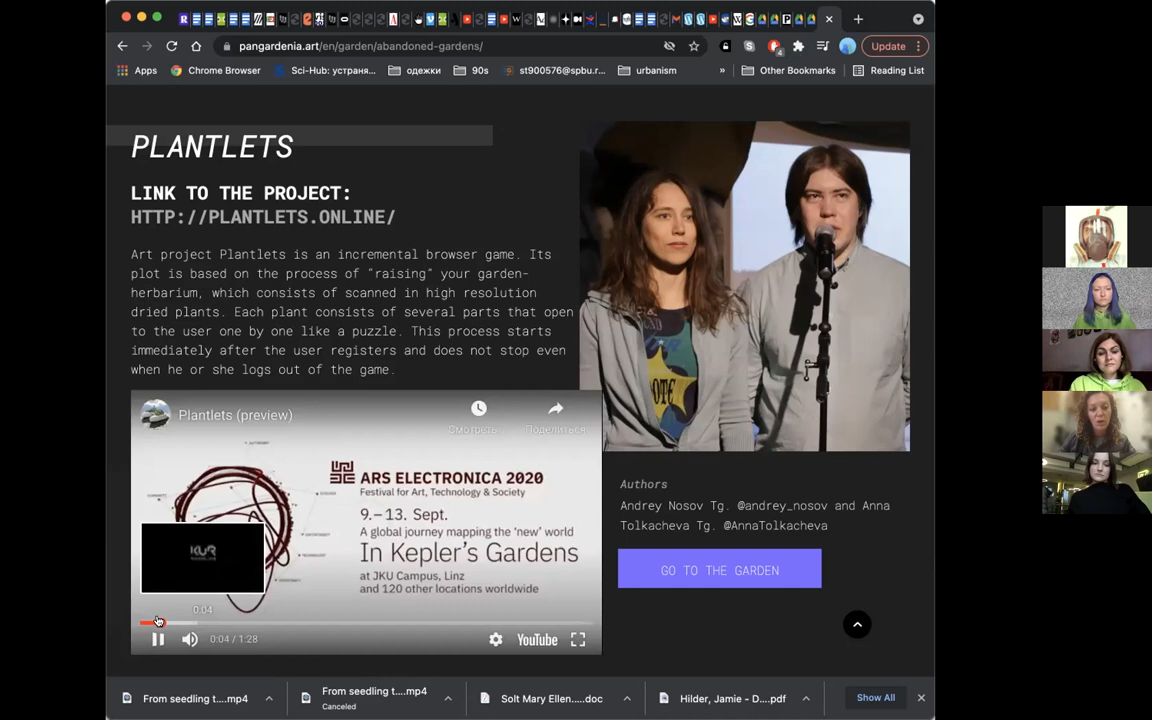 pangardenia.art/en/garden/abandoned-gardens/
Update
Apps
Chrome Browser
Sci-Hub: устраня...
одежки
90s
st900576@spbu.r...
urbanism
»
Other Bookmarks
Reading List
PLANTLETS
LINK TO THE PROJECT:
HTTP://PLANTLETS.ONLINE/
Art project Plantlets is an incremental browser game. Its
plot is based on the process of “raising” your garden-
herbarium, which consists of scanned in high resolution
dried plants. Each plant consists of several parts that open
to the user one by one like a puzzle. This process starts
immediately after the user registers and does not stop even
when he or she logs out of the game.
Plantlets (preview)
Смотреть...
Поделиться
ARS ELECTRONICA 2020
Festival for Art, Technology & Society
9.–13. Sept.
A global journey mapping the ‘new’ world
In Kepler’s Gardens
at JKU Campus, Linz
and 120 other locations worldwide
0:04
0:04 / 1:28
YouTube
Authors
Andrey Nosov Tg. @andrey_nosov and Anna
Tolkacheva Tg. @AnnaTolkacheva
GO TO THE GARDEN
From seedling t....mp4
From seedling t....mp4
Canceled
Solt Mary Ellen.....doc
Hilder, Jamie - D....pdf
Show All